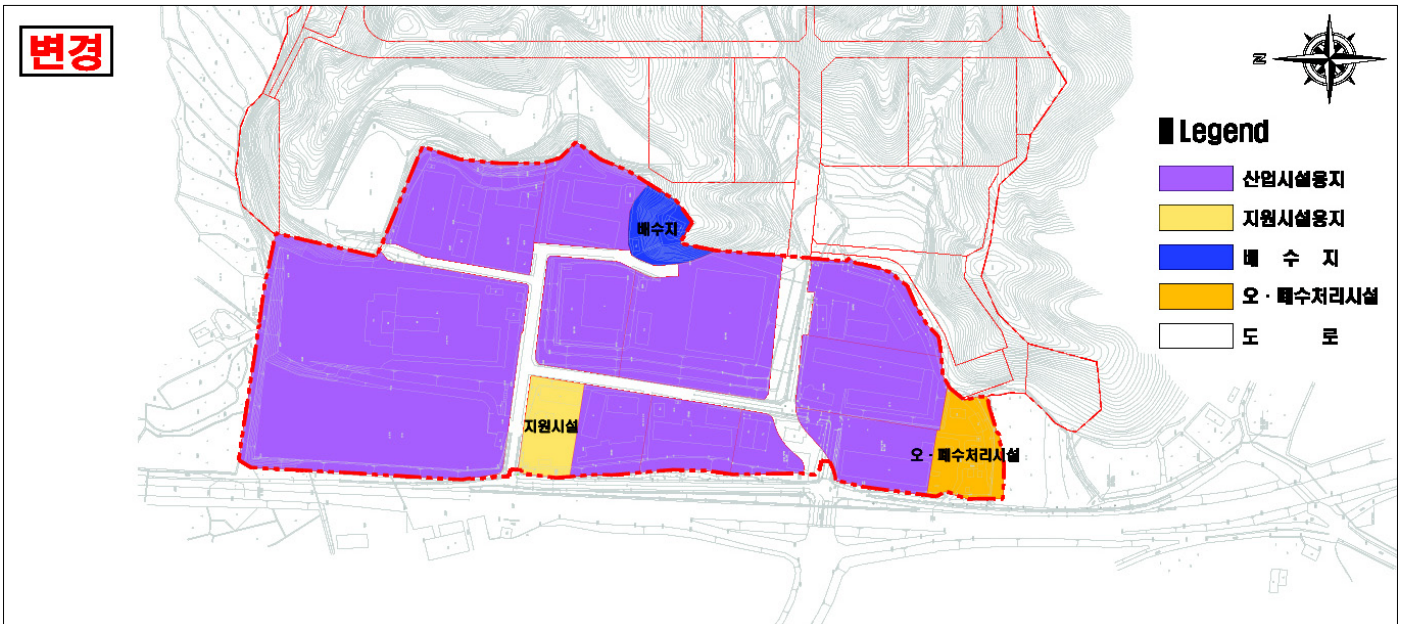 변경
N
Legend
산업시설용지
지원시설용지
배 수 지
오 · 폐수처리시설
도 로
배수지
지원시설
오 · 폐수처리시설